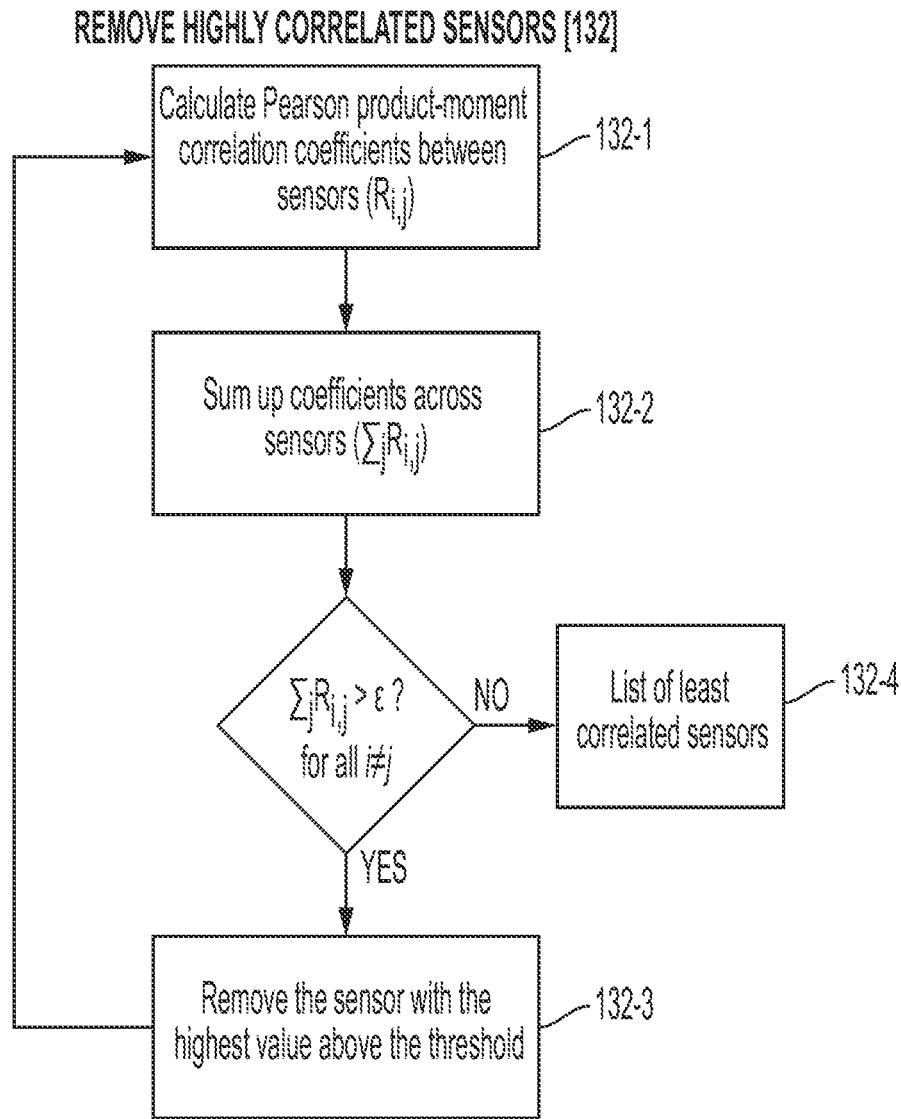 REMOVE HIGHLY CORRELATED SENSORS [132]
Calculate Pearson product-moment
correlation coefficients between
sensors (Ri,j)
132-1
Sum up coefficients across
sensors (∑jRi,j)
132-2
∑jRi,j > ε ?
for all i≠j
NO
List of least
correlated sensors
132-4
YES
Remove the sensor with the
highest value above the threshold
132-3